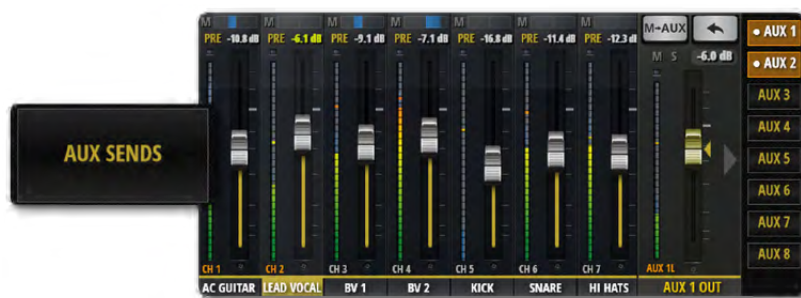 AUX SENDS
M M M M M M M
PRE -10.8 dB PRE -6.1 dB PRE -9.1 dB PRE -7.1 dB PRE -16.8 dB PRE -11.4 dB PRE -12.3 d
CH 1 CH 2 CH 3 CH 4 CH 5 CH 6 CH 7
AC GUITAR LEAD VOCAL BV 1 BV 2 KICK SNARE HI HATS
M→AUX
M S -6.0 dB
AUX 1L
AUX 1 OUT
• AUX 1
• AUX 2
AUX 3
AUX 4
AUX 5
AUX 6
AUX 7
AUX 8